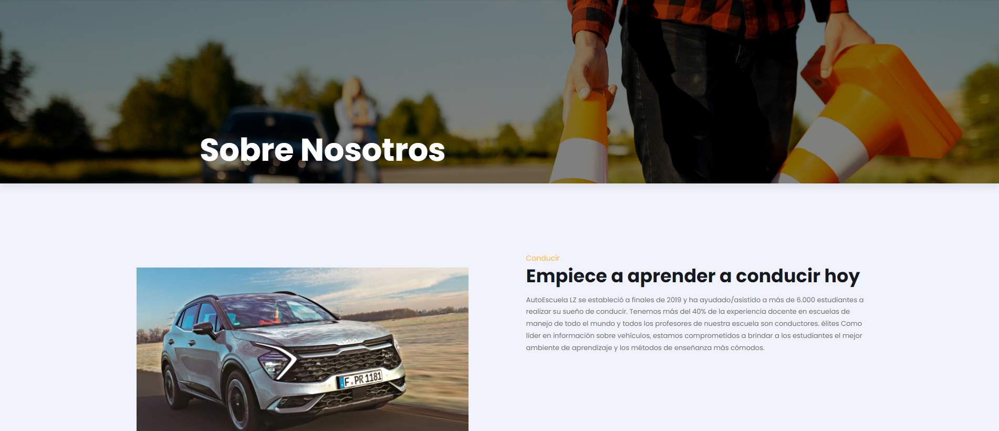 Sobre Nosotros
Conducir
Empiece a aprender a conducir hoy
AutoEscuela LZ se estableció a finales de 2019 y ha ayudado/asistido a más de 6.000 estudiantes a
realizar su sueño de conducir. Tenemos más del 40% de la experiencia docente en escuelas de
manejo de todo el mundo y todos los profesores de nuestra escuela son conductores. élites Como
líder en información sobre vehículos, estamos comprometidos a brindar a los estudiantes el mejor
ambiente de aprendizaje y los métodos de enseñanza más cómodos.
KIA
F PR 1181